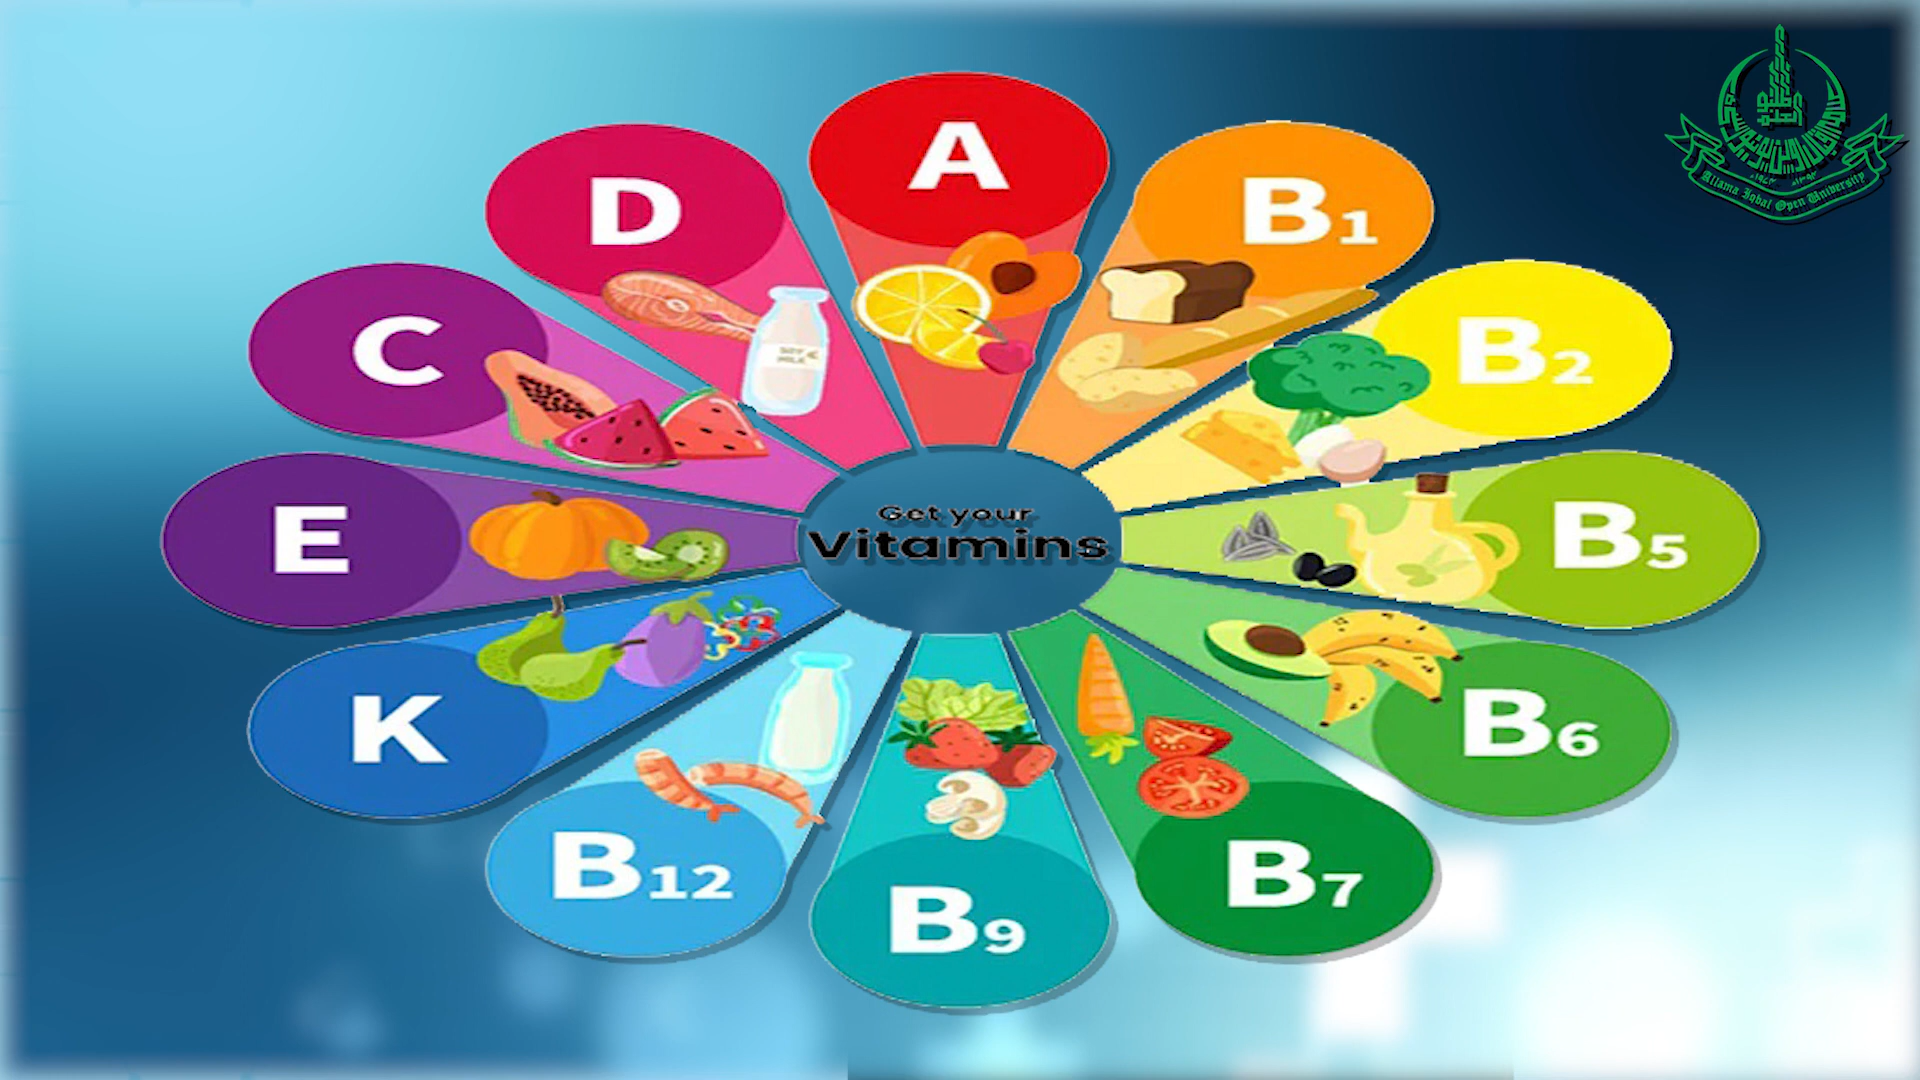 A
B1
B2
B5
B6
B7
B9
B12
K
E
C
D
SOY
MILK
Get your
Vitamins
Allama Iqbal Open University